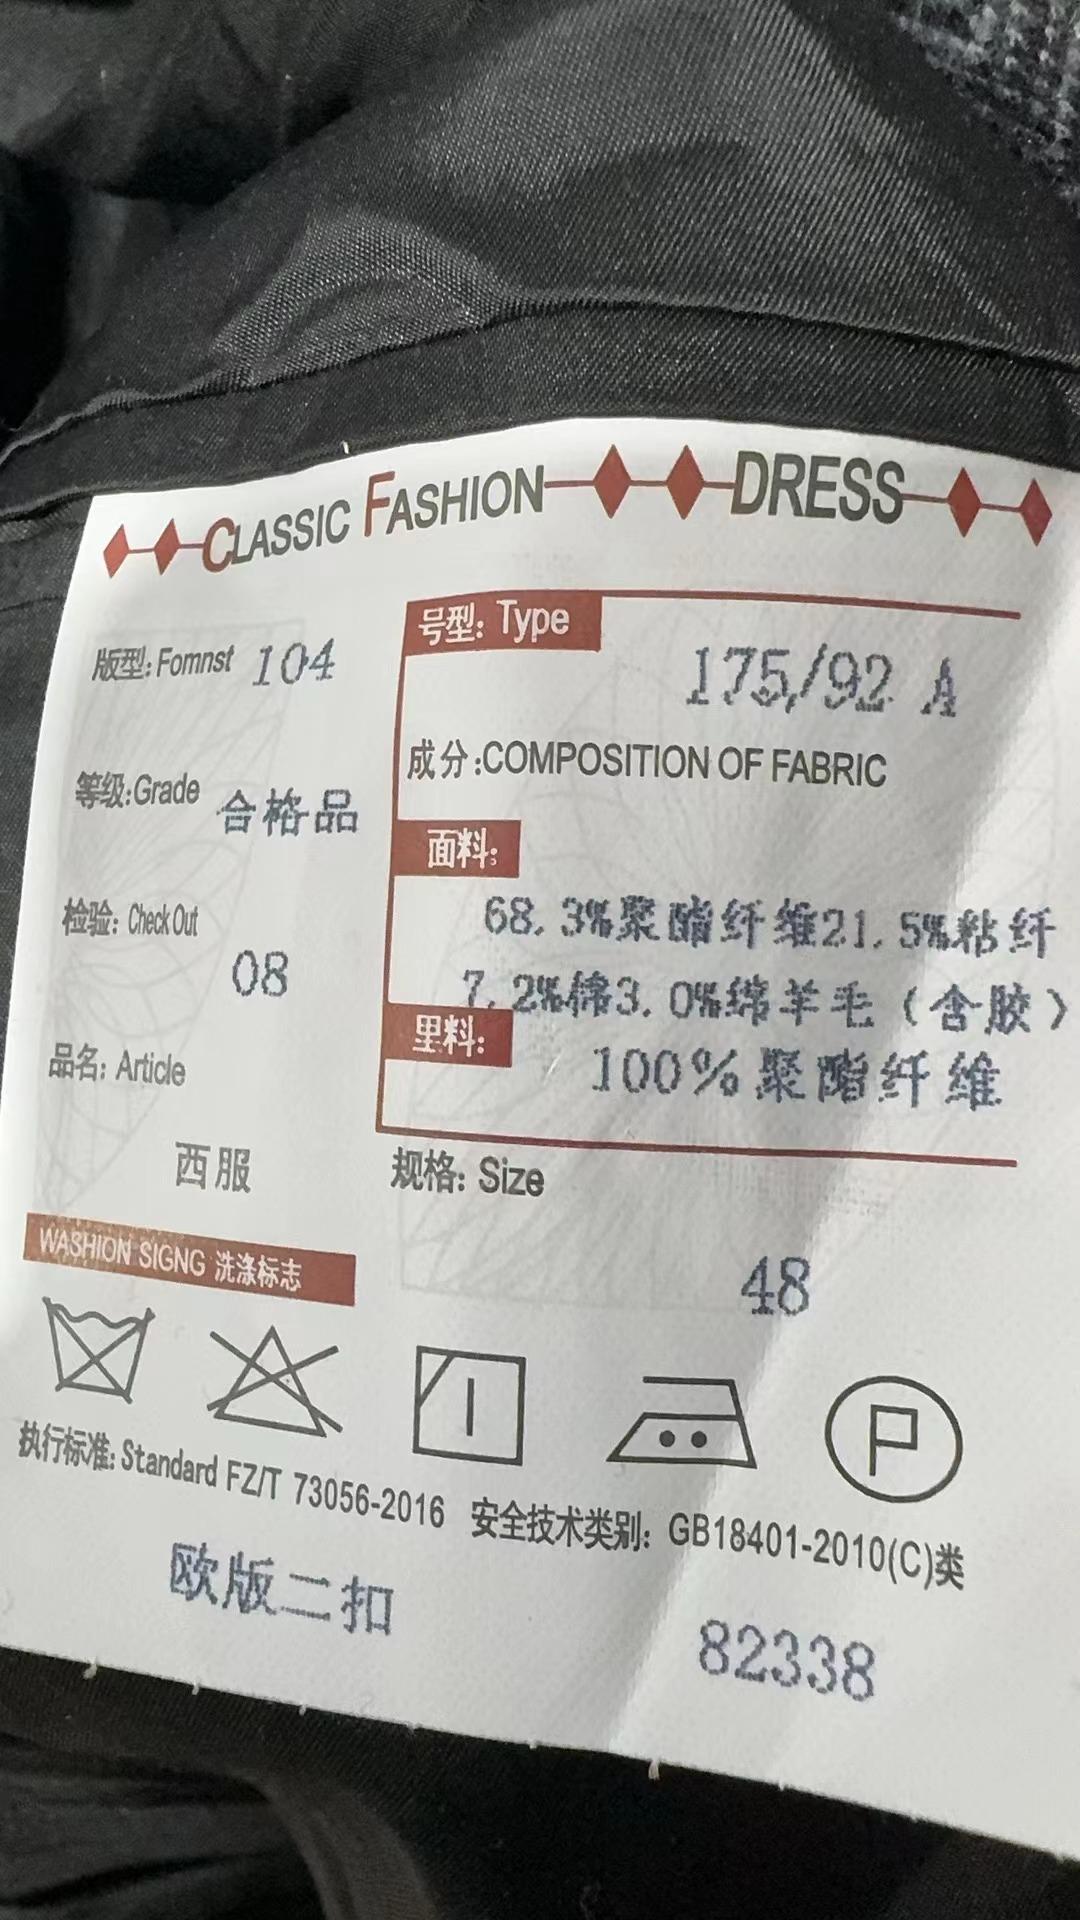 CLASSIC FASHION DRESS
版型: Fomnst 104
等级: Grade 合格品
检验: Check Out
08
品名: Article
西服
号型: Type
175/92 A
成分:COMPOSITION OF FABRIC
面料:
68.3%聚酯纤维21.5%粘纤
7.2%棉3.0%绵羊毛（含胶）
里料:
100%聚酯纤维
规格: Size
48
WASHION SIGNG 洗涤标志
P
执行标准: Standard FZ/T 73056-2016 安全技术类别: GB18401-2010(C)类
欧版二扣
82338